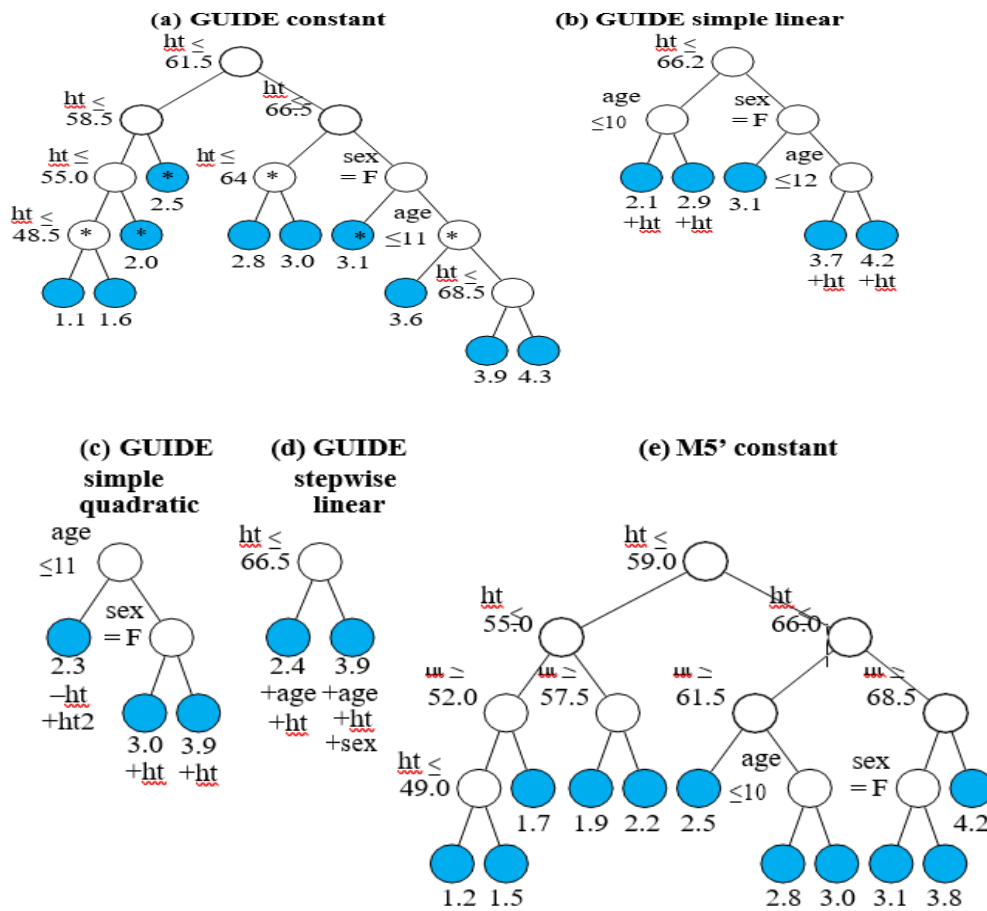 (a) GUIDE constant
ht ≤
61.5
ht ≤
58.5
ht ≤
66.5
ht ≤
55.0
*
2.5
ht ≤
64
*
sex
= F
ht ≤
48.5
*
*
2.0
2.8
3.0
*
3.1
age
≤11
*
1.1
1.6
3.6
ht ≤
68.5
3.9
4.3
(b) GUIDE simple linear
ht ≤
66.2
age
≤10
sex
= F
2.1
+ht
2.9
+ht
3.1
age
≤12
3.7
+ht
4.2
+ht
(c) GUIDE
simple
quadratic
age
≤11
2.3
–ht
+ht2
sex
= F
3.0
+ht
3.9
+ht
(d) GUIDE
stepwise
linear
ht ≤
66.5
2.4
+age
+ht
3.9
+age
+ht
+sex
(e) M5’ constant
ht ≤
59.0
ht
55.0
ht
66.0
52.0
57.5
61.5
68.5
ht ≤
49.0
1.7
1.9
2.2
2.5
age
≤10
sex
= F
4.2
1.2
1.5
2.8
3.0
3.1
3.8